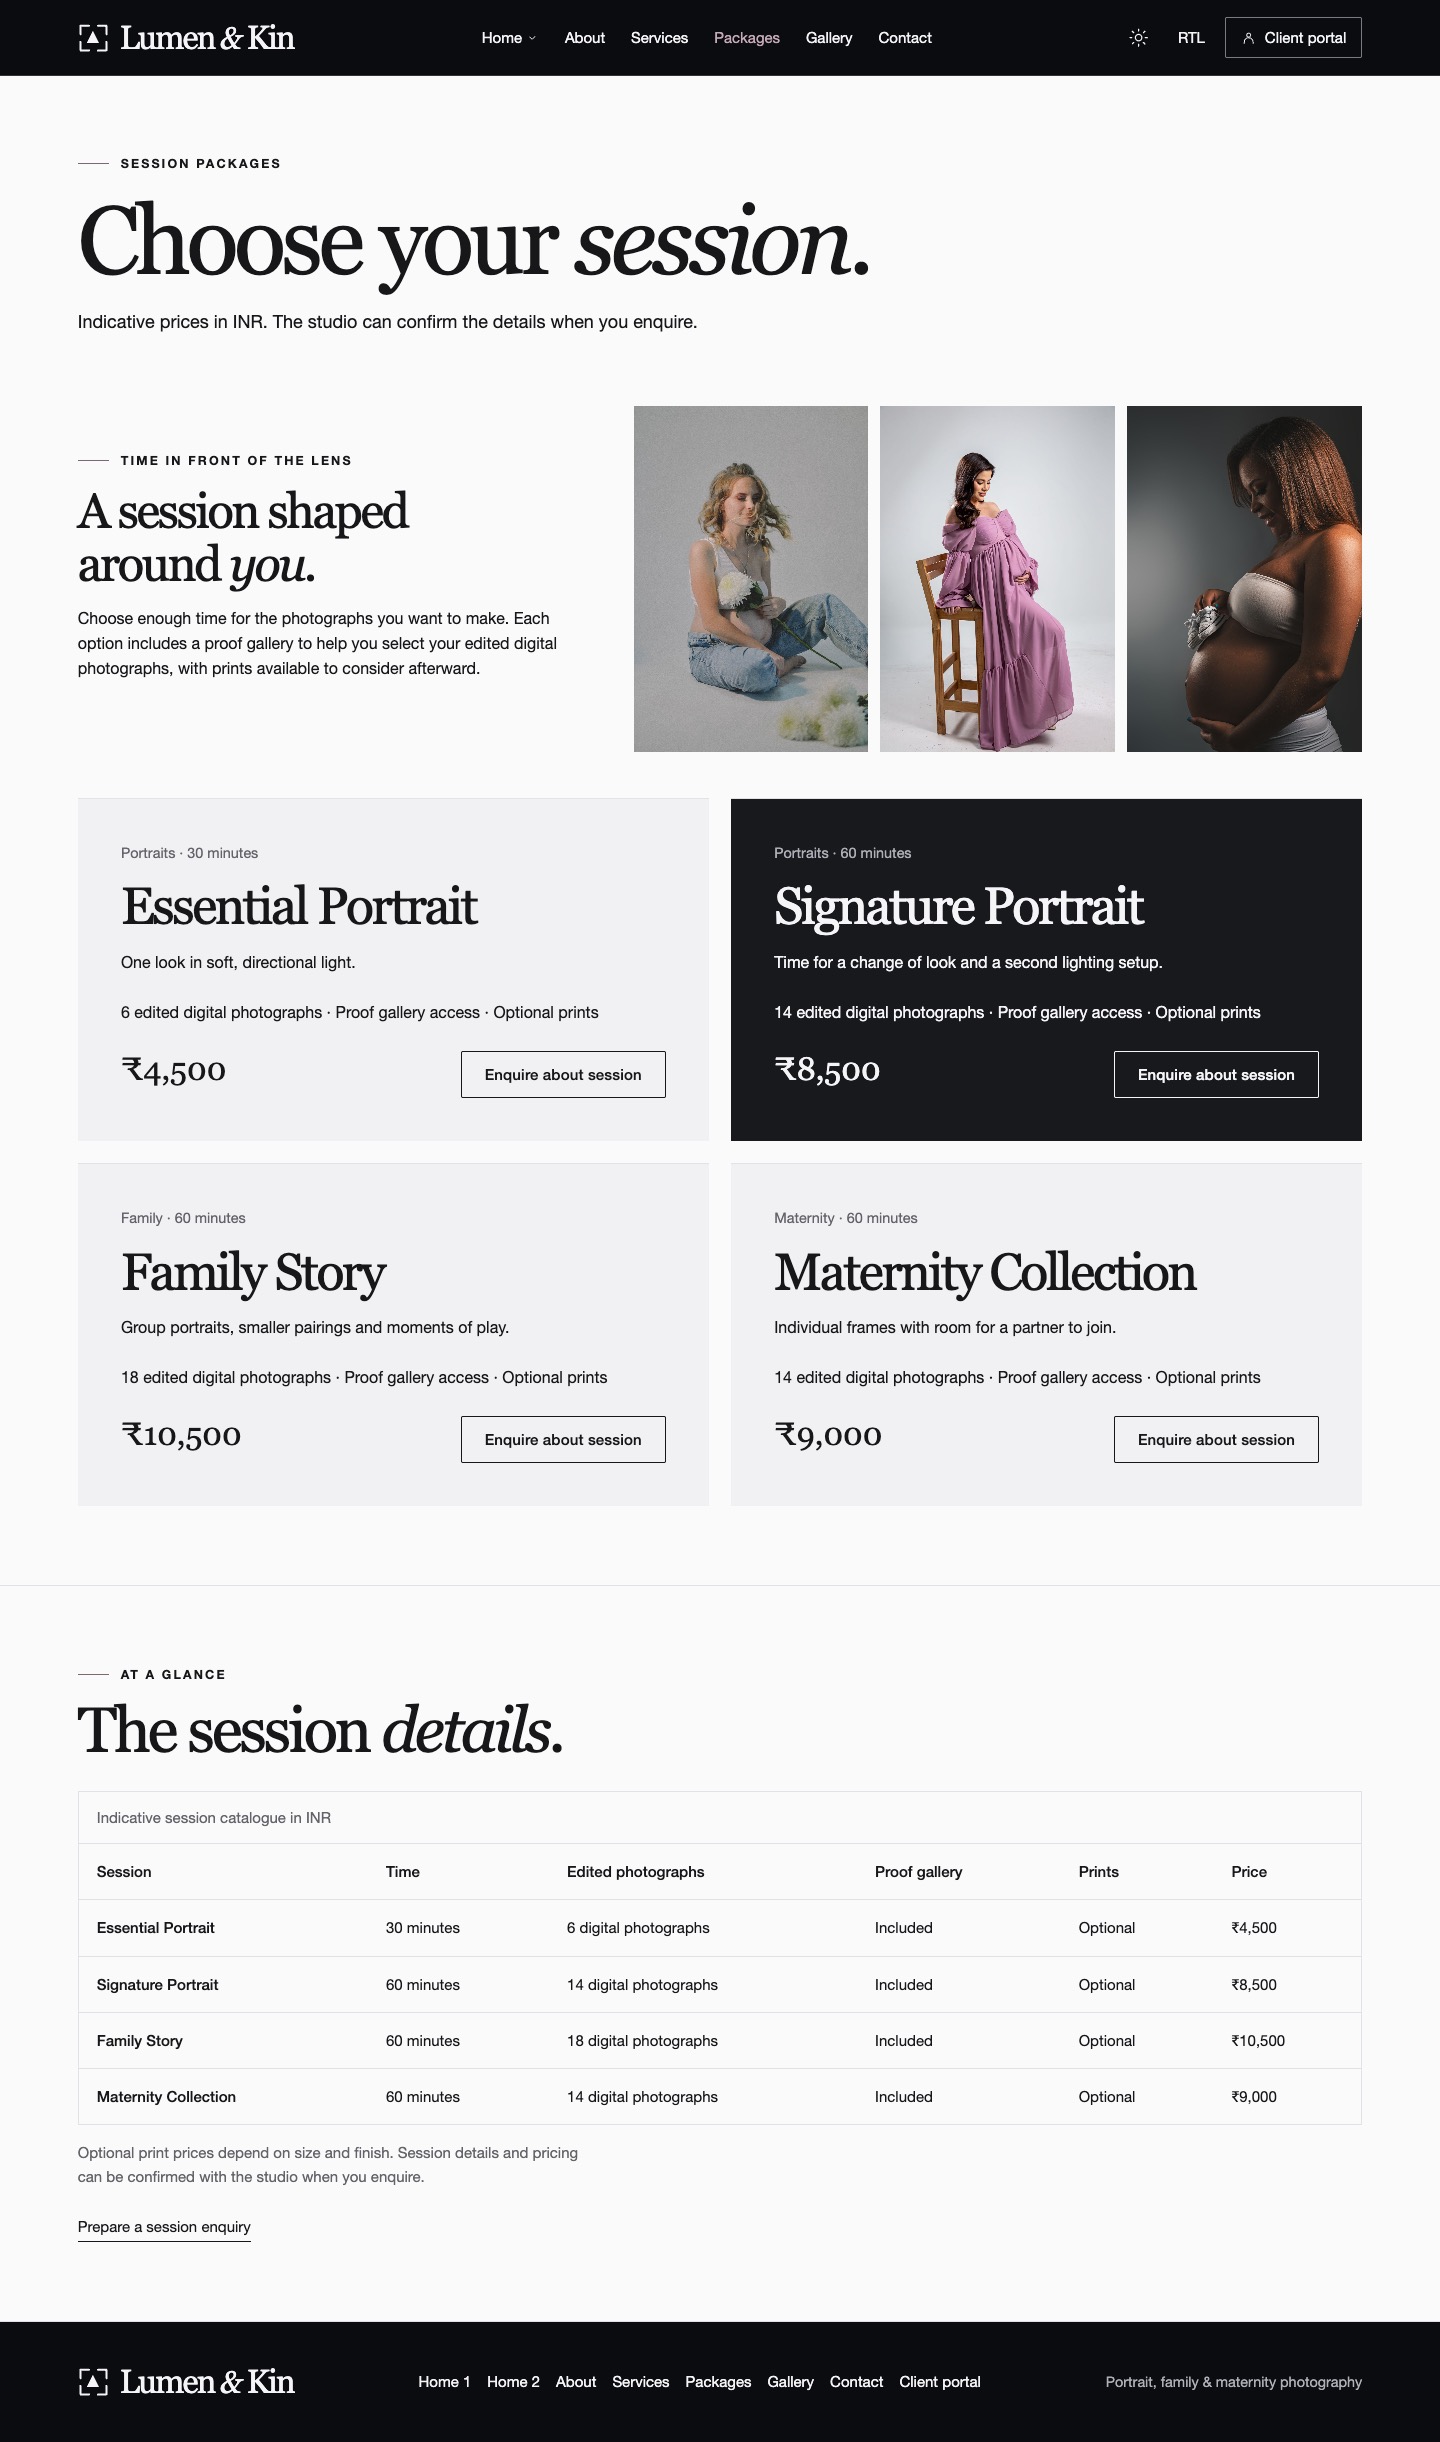 Lumen & Kin
Home About Services Packages Gallery Contact
RTL Client portal
SESSION PACKAGES
Choose your session.
Indicative prices in INR. The studio can confirm the details when you enquire.
TIME IN FRONT OF THE LENS
A session shaped
around you.
Choose enough time for the photographs you want to make. Each
option includes a proof gallery to help you select your edited digital
photographs, with prints available to consider afterward.
Portraits · 30 minutes
Essential Portrait
One look in soft, directional light.
6 edited digital photographs · Proof gallery access · Optional prints
₹4,500 Enquire about session
Portraits · 60 minutes
Signature Portrait
Time for a change of look and a second lighting setup.
14 edited digital photographs · Proof gallery access · Optional prints
₹8,500 Enquire about session
Family · 60 minutes
Family Story
Group portraits, smaller pairings and moments of play.
18 edited digital photographs · Proof gallery access · Optional prints
₹10,500 Enquire about session
Maternity · 60 minutes
Maternity Collection
Individual frames with room for a partner to join.
14 edited digital photographs · Proof gallery access · Optional prints
₹9,000 Enquire about session
AT A GLANCE
The session details.
Indicative session catalogue in INR
Session Time Edited photographs Proof gallery Prints Price
Essential Portrait 30 minutes 6 digital photographs Included Optional ₹4,500
Signature Portrait 60 minutes 14 digital photographs Included Optional ₹8,500
Family Story 60 minutes 18 digital photographs Included Optional ₹10,500
Maternity Collection 60 minutes 14 digital photographs Included Optional ₹9,000
Optional print prices depend on size and finish. Session details and pricing
can be confirmed with the studio when you enquire.
Prepare a session enquiry
Lumen & Kin
Home 1 Home 2 About Services Packages Gallery Contact Client portal
Portrait, family & maternity photography